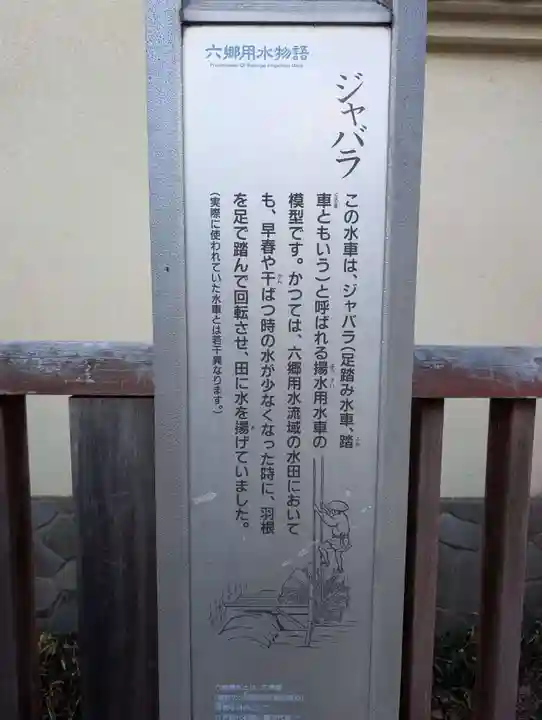 六郷用水物語
ジャバラ
この水車は、ジャバラ（足踏み水車、踏
車ともいう）と呼ばれる揚水用水車の
模型です。かつては、六郷用水流域の水田において
も、早春や干ばつ時の水が少なくなった時に、羽根
を足で踏んで回転させ、田に水を揚げていました。
（実際に使われていた水車とは若干異なります。）